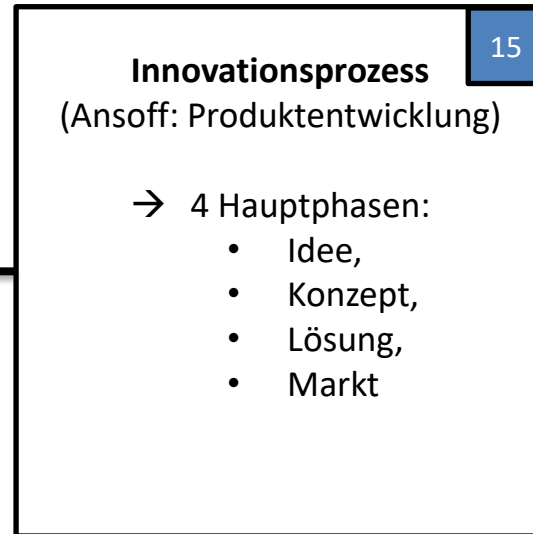 15
Innovationsprozess
(Ansoff: Produktentwicklung)
→ 4 Hauptphasen:
• Idee,
• Konzept,
• Lösung,
• Markt